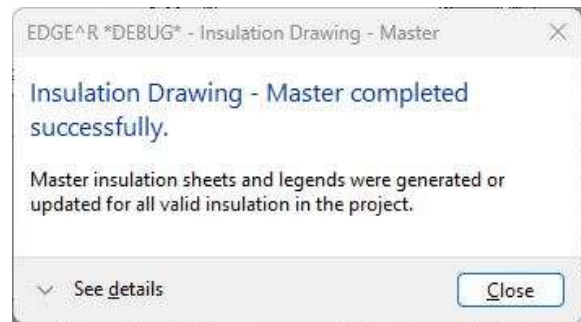 EDGE^R *DEBUG* - Insulation Drawing - Master
Insulation Drawing - Master completed
successfully.
Master insulation sheets and legends were generated or
updated for all valid insulation in the project.
See details
Close